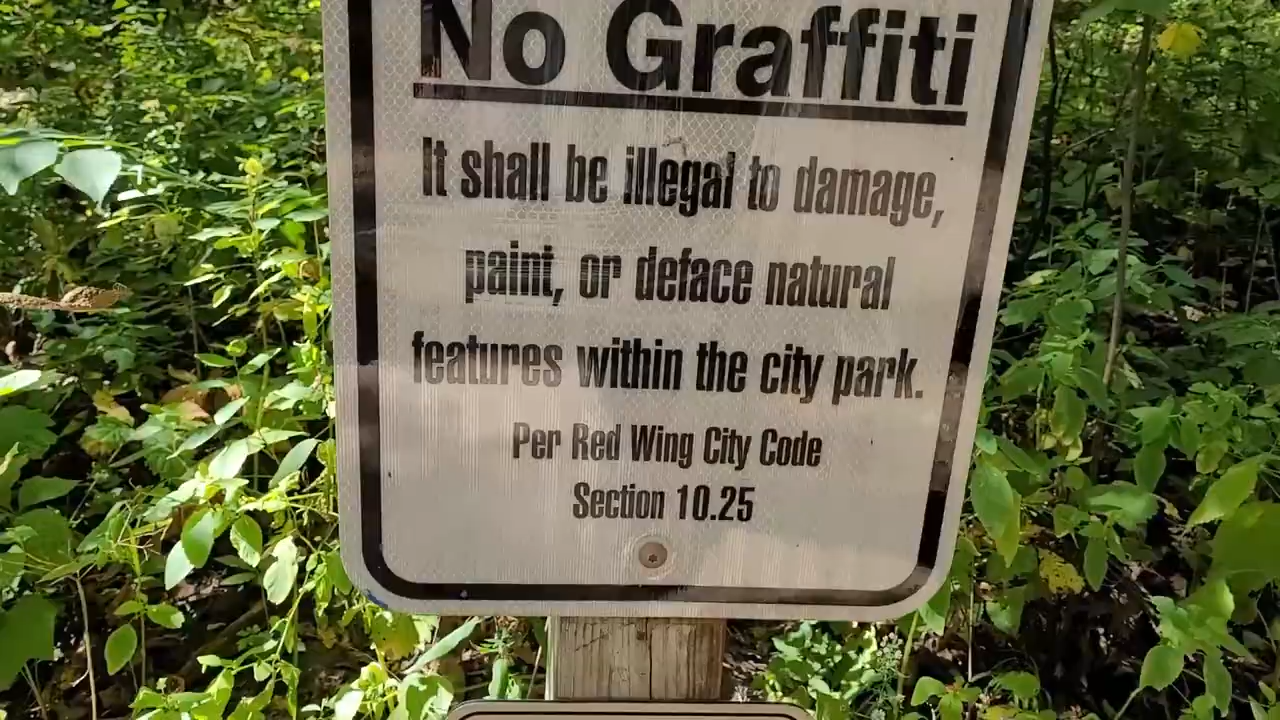 No Graffiti
It shall be illegal to damage,
paint, or deface natural
features within the city park.
Per Red Wing City Code
Section 10.25